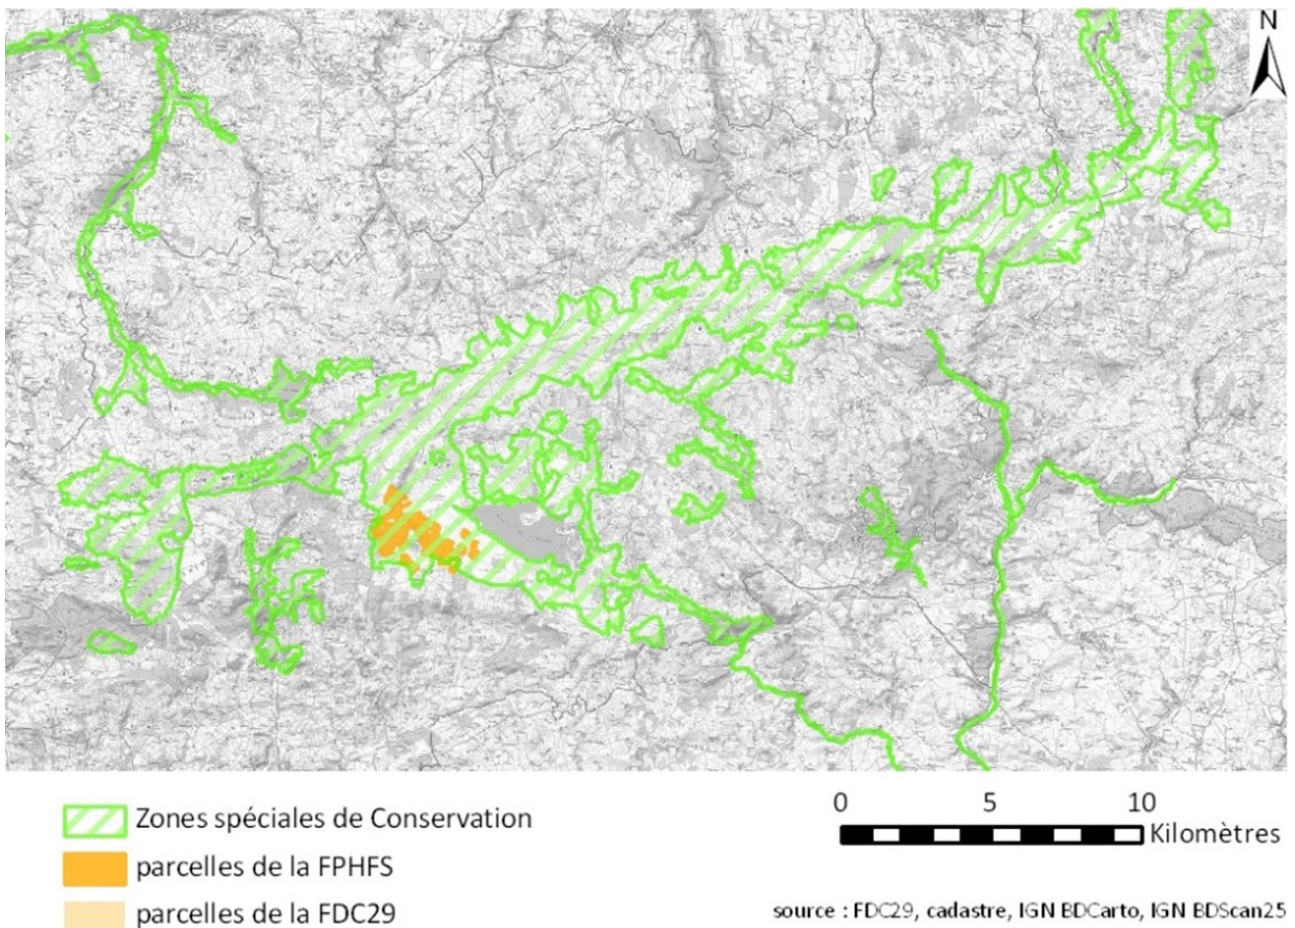 N
Zones spéciales de Conservation
parcelles de la FPHFS
parcelles de la FDC29
0 5 10
Kilomètres
source : FDC29, cadastre, IGN BDCarto, IGN BDScan25